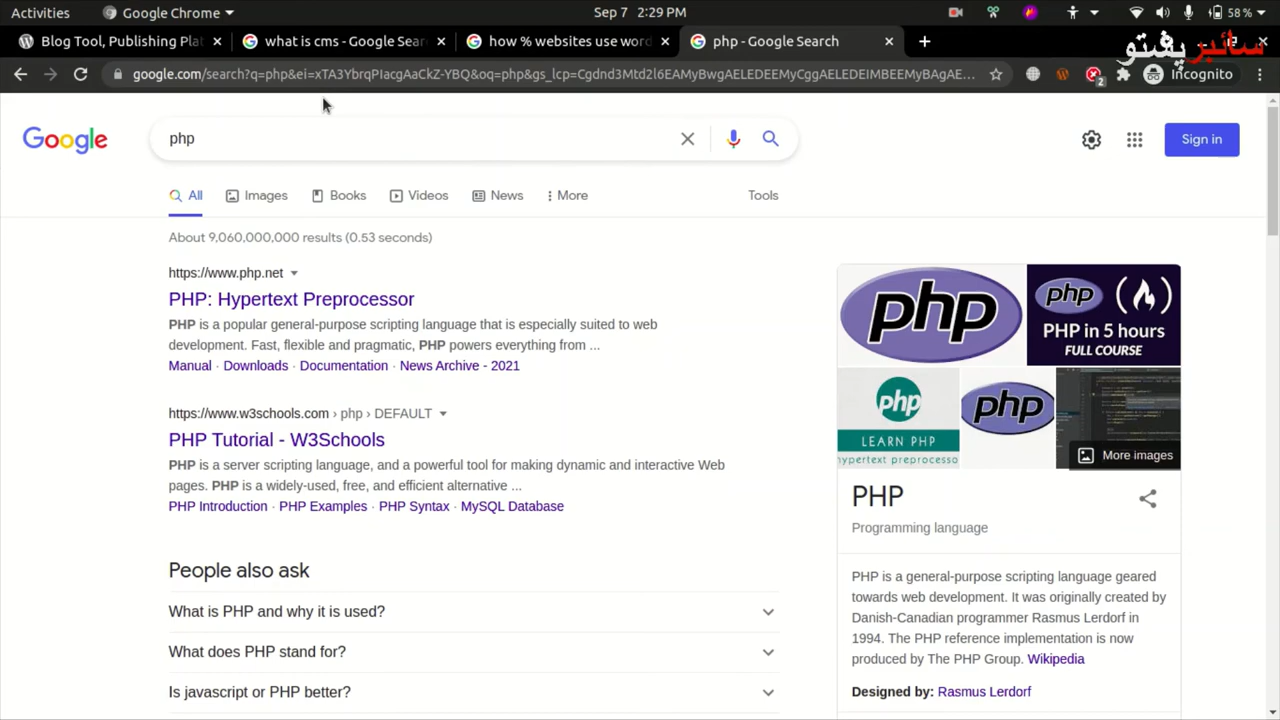 Activities
Google Chrome
Sep 7 2:29 PM
58 %
Blog Tool, Publishing Plat
what is cms - Google Sear
how % websites use word
php - Google Search
سائبر پښتو
google.com/search?q=php&ei=xTA3YbrqPIacgAaCkZ-YBQ&oq=php&gs_lcp=Cgdnd3Mtd2l6EAMyBwgAELEDEEMyCggAELEDEIMBEEMyBAgAE...
2
Incognito
Google
php
Sign in
All
Images
Books
Videos
News
More
Tools
About 9,060,000,000 results (0.53 seconds)
https://www.php.net
PHP: Hypertext Preprocessor
PHP is a popular general-purpose scripting language that is especially suited to web
development. Fast, flexible and pragmatic, PHP powers everything from ...
Manual · Downloads · Documentation · News Archive - 2021
https://www.w3schools.com › php › DEFAULT
PHP Tutorial - W3Schools
PHP is a server scripting language, and a powerful tool for making dynamic and interactive Web
pages. PHP is a widely-used, free, and efficient alternative ...
PHP Introduction · PHP Examples · PHP Syntax · MySQL Database
People also ask
What is PHP and why it is used?
What does PHP stand for?
Is javascript or PHP better?
php
php
PHP in 5 hours
FULL COURSE
php
LEARN PHP
hypertext preprocesso
php
More images
PHP
Programming language
PHP is a general-purpose scripting language geared
towards web development. It was originally created by
Danish-Canadian programmer Rasmus Lerdorf in
1994. The PHP reference implementation is now
produced by The PHP Group. Wikipedia
Designed by: Rasmus Lerdorf